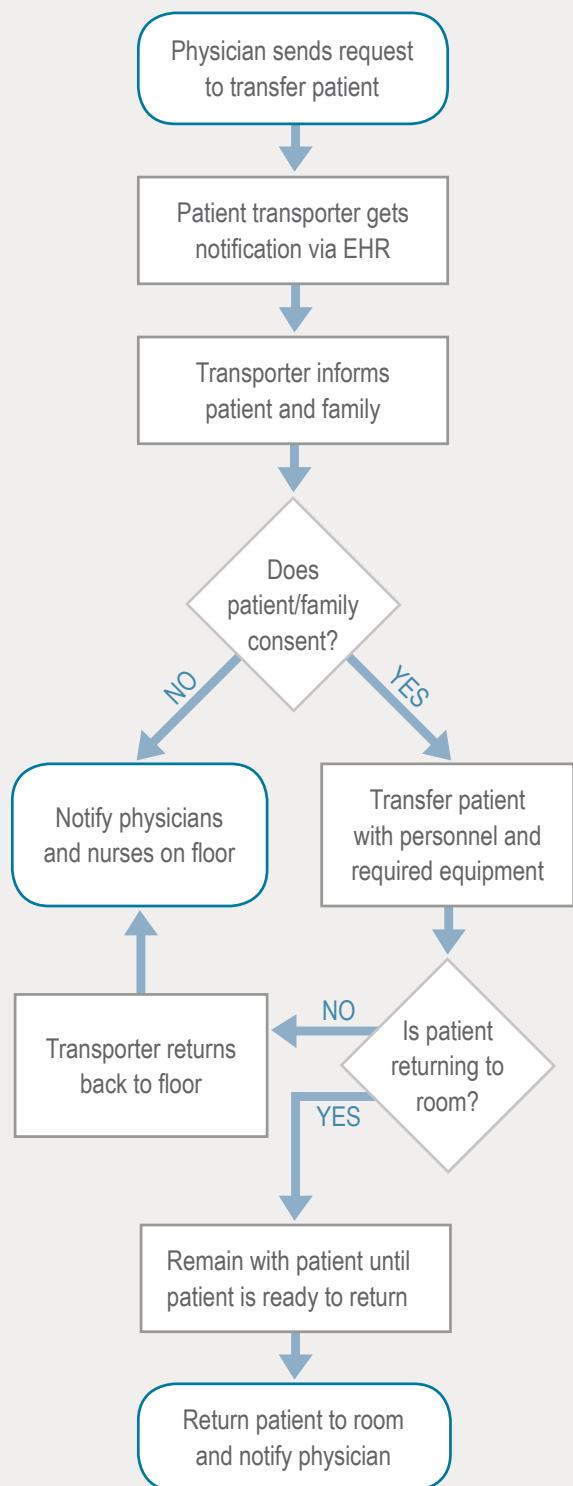 Physician sends request
to transfer patient
Patient transporter gets
notification via EHR
Transporter informs
patient and family
Does
patient/family
consent?
NO
YES
Notify physicians
and nurses on floor
Transfer patient
with personnel and
required equipment
NO
Is patient
returning to
room?
Transporter returns
back to floor
YES
Remain with patient until
patient is ready to return
Return patient to room
and notify physician